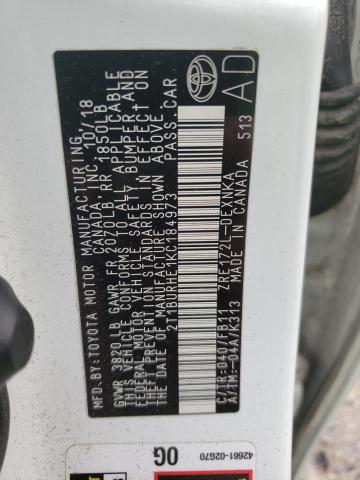 MFD.BY:TOYOTA MOTOR MANUFACTURING
CANADA, INC. 10/18
GVWR 3820LB GAWR FR 2070LB RR 1850LB
THIS VEHICLE CONFORMS TO ALL APPLICABLE
FEDERAL MOTOR VEHICLE SAFETY, BUMPER, AND
THEFT PREVENTION STANDARDS IN EFFECT ON
THE DATE OF MANUFACTURE SHOWN ABOVE.
2T1BURHE1KC184973 PASS.CAR
C/TR:040/FB11 ZRE172L-DEXNKA
A/TM:-04A/K313 MADE IN CANADA 513
AD
42661-02G70
0G